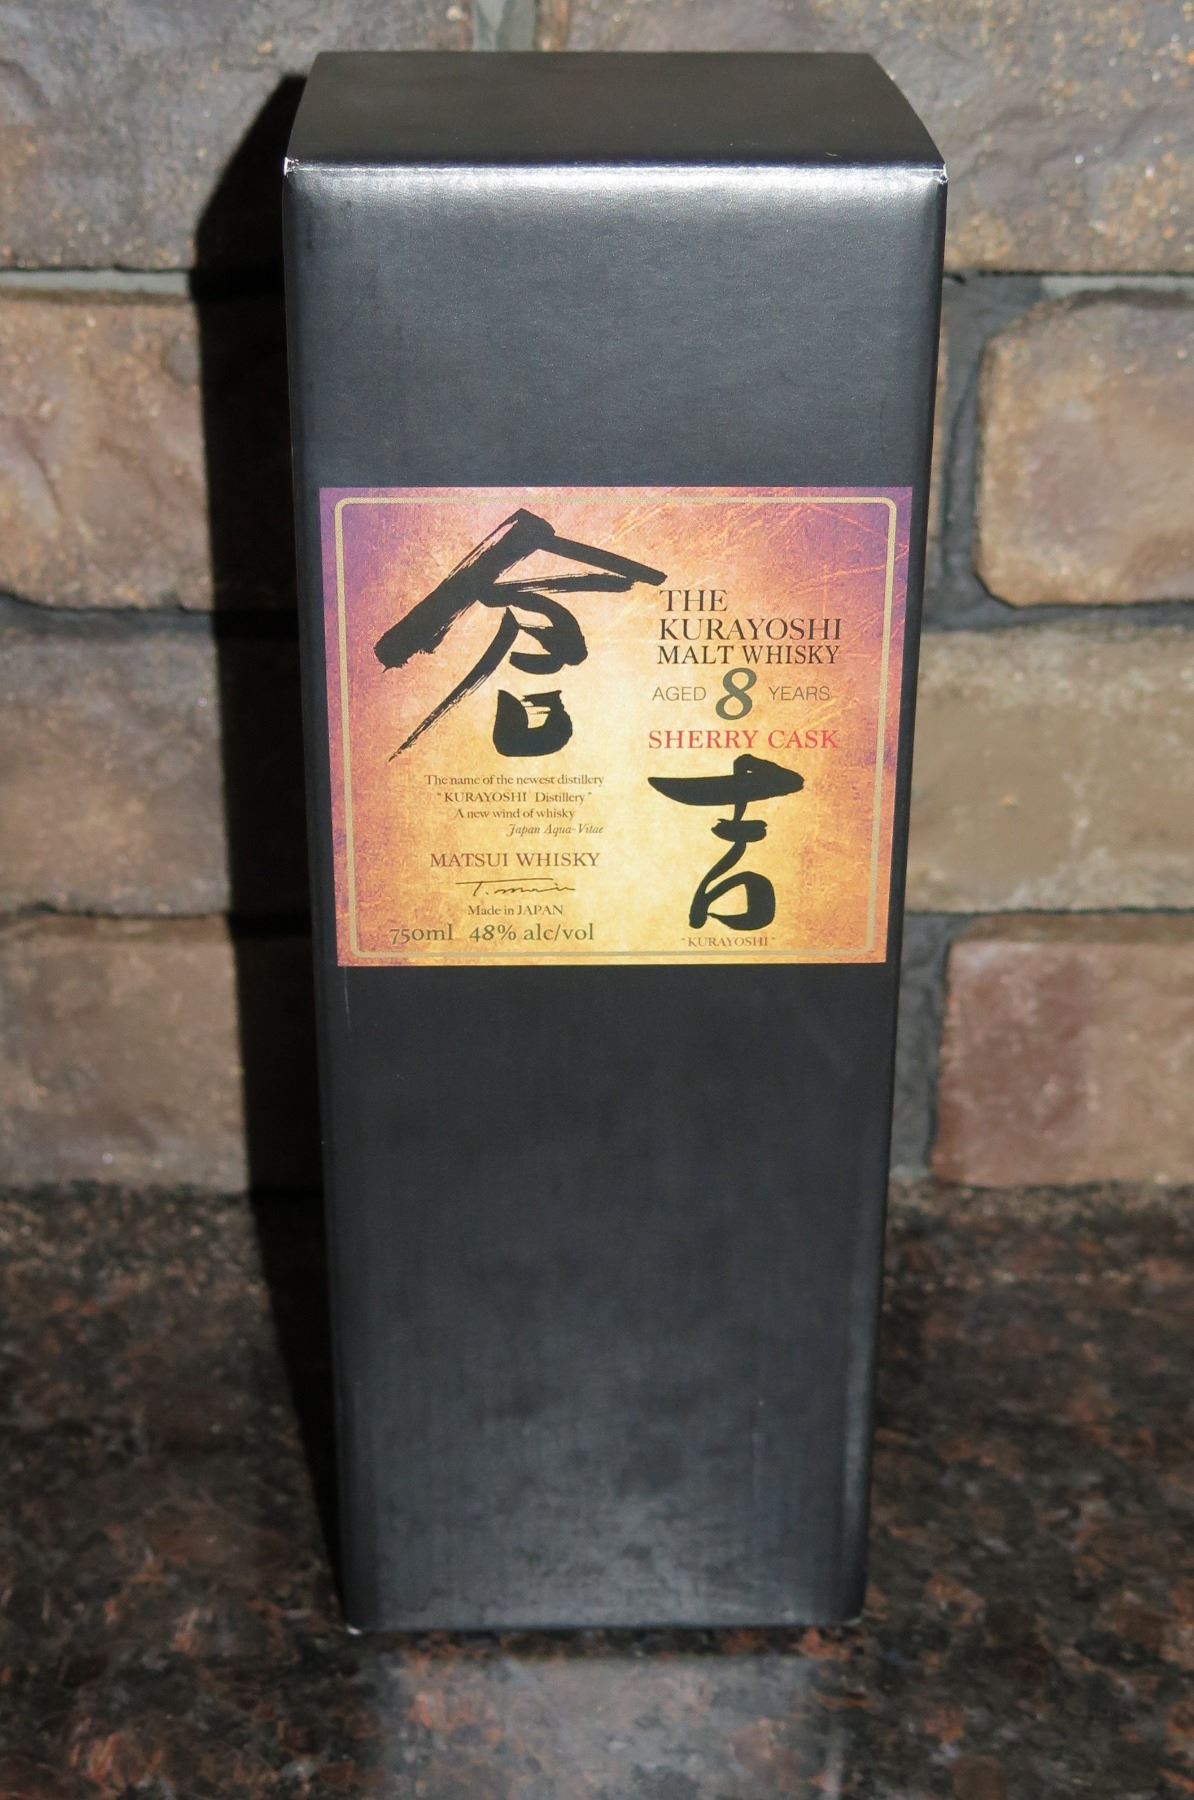 倉吉
THE
KURAYOSHI
MALT WHISKY
AGED 8 YEARS
SHERRY CASK
The name of the newest distillery
"KURAYOSHI Distillery"
A new wind of whisky
Japan Aqua-Vitae
MATSUI WHISKY
Made in JAPAN
750ml 48% alc/vol
"KURAYOSHI"